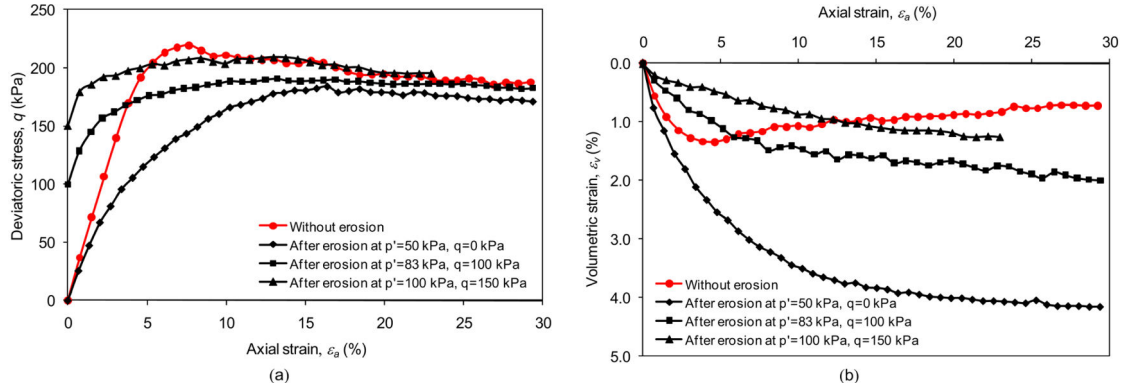 Deviatoric stress, q (kPa)
250
200
150
100
50
0
Without erosion
After erosion at p'=50 kPa, q=0 kPa
After erosion at p'=83 kPa, q=100 kPa
After erosion at p'=100 kPa, q=150 kPa
0 5 10 15 20 25 30
Axial strain, εa (%)
(a)
Axial strain, εa (%)
0 5 10 15 20 25 30
Volumetric strain, εv (%)
0.0
1.0
2.0
3.0
4.0
5.0
Without erosion
After erosion at p'=50 kPa, q=0 kPa
After erosion at p'=83 kPa, q=100 kPa
After erosion at p'=100 kPa, q=150 kPa
(b)